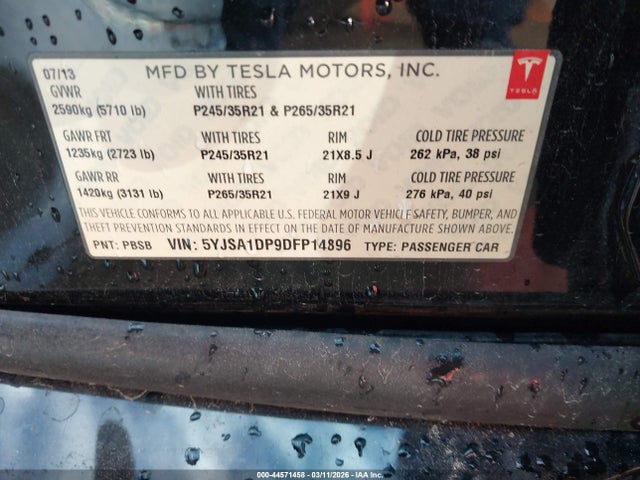 07/13 MFD BY TESLA MOTORS, INC.
TESLA
GVWR WITH TIRES
2590kg (5710 lb) P245/35R21 & P265/35R21
GAWR FRT WITH TIRES RIM COLD TIRE PRESSURE
1235kg (2723 lb) P245/35R21 21X8.5 J 262 kPa, 38 psi
GAWR RR WITH TIRES RIM COLD TIRE PRESSURE
1420kg (3131 lb) P265/35R21 21X9 J 276 kPa, 40 psi
THIS VEHICLE CONFORMS TO ALL APPLICABLE U.S. FEDERAL MOTOR VEHICLE SAFETY, BUMPER, AND
THEFT PREVENTION STANDARDS IN EFFECT ON THE DATE OF MANUFACTURE SHOWN ABOVE.
PNT: PBSB VIN: 5YJSA1DP9DFP14896 TYPE: PASSENGER CAR
000-44571458 - 03/11/2026 - IAA Inc.